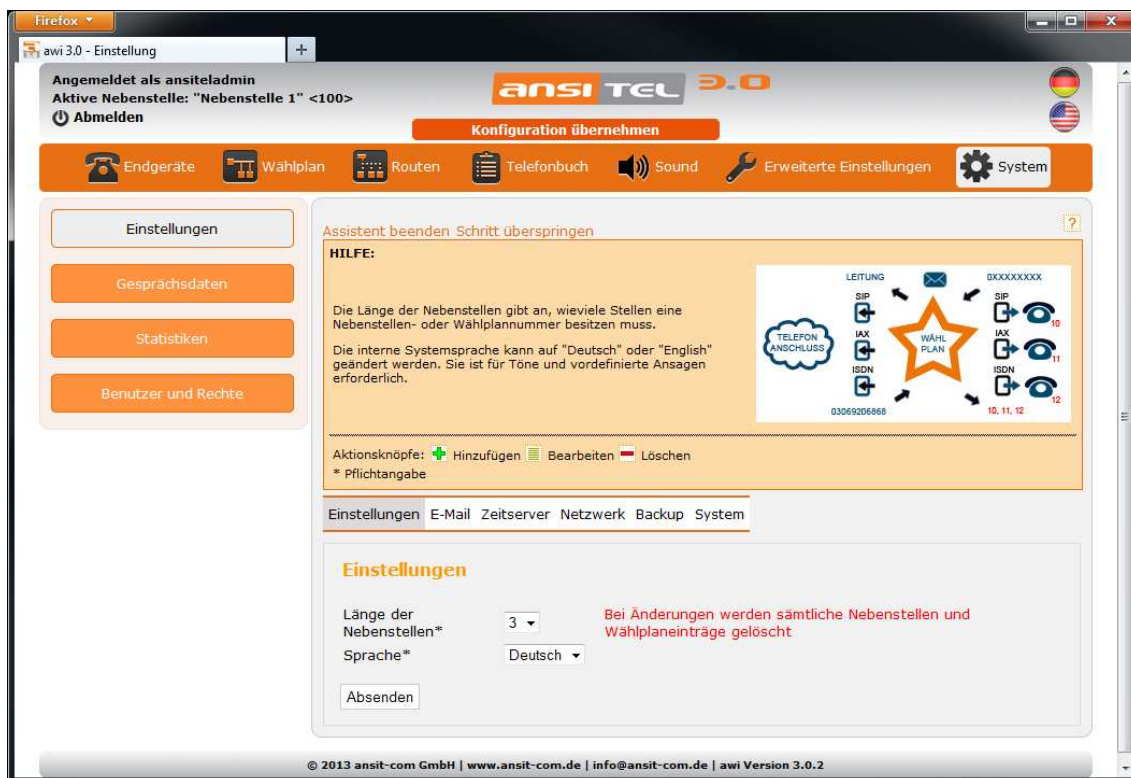 Firefox
awi 3.0 - Einstellung
Angemeldet als ansiteladmin
Aktive Nebenstelle: "Nebenstelle 1" <100>
Abmelden
ansi TEL 3.0
Konfiguration übernehmen
Endgeräte
Wählplan
Routen
Telefonbuch
Sound
Erweiterte Einstellungen
System
Einstellungen
Gesprächsdaten
Statistiken
Benutzer und Rechte
Assistent beenden Schritt überspringen
?
HILFE:
Die Länge der Nebenstellen gibt an, wieviele Stellen eine
Nebenstellen- oder Wählplannummer besitzen muss.
Die interne Systemsprache kann auf "Deutsch" oder "English"
geändert werden. Sie ist für Töne und vordefinierte Ansagen
erforderlich.
LEITUNG
0XXXXXXXX
SIP
SIP
10
TELEFON
ANSCHLUSS
IAX
WÄHL
PLAN
IAX
11
ISDN
ISDN
12
03069206868
10, 11, 12
Aktionsknöpfe: Hinzufügen Bearbeiten Löschen
* Pflichtangabe
Einstellungen E-Mail Zeitserver Netzwerk Backup System
Einstellungen
Länge der
Nebenstellen*
3
Bei Änderungen werden sämtliche Nebenstellen und
Wählplaneinträge gelöscht
Sprache*
Deutsch
Absenden
© 2013 ansit-com GmbH | www.ansit-com.de | info@ansit-com.de | awi Version 3.0.2